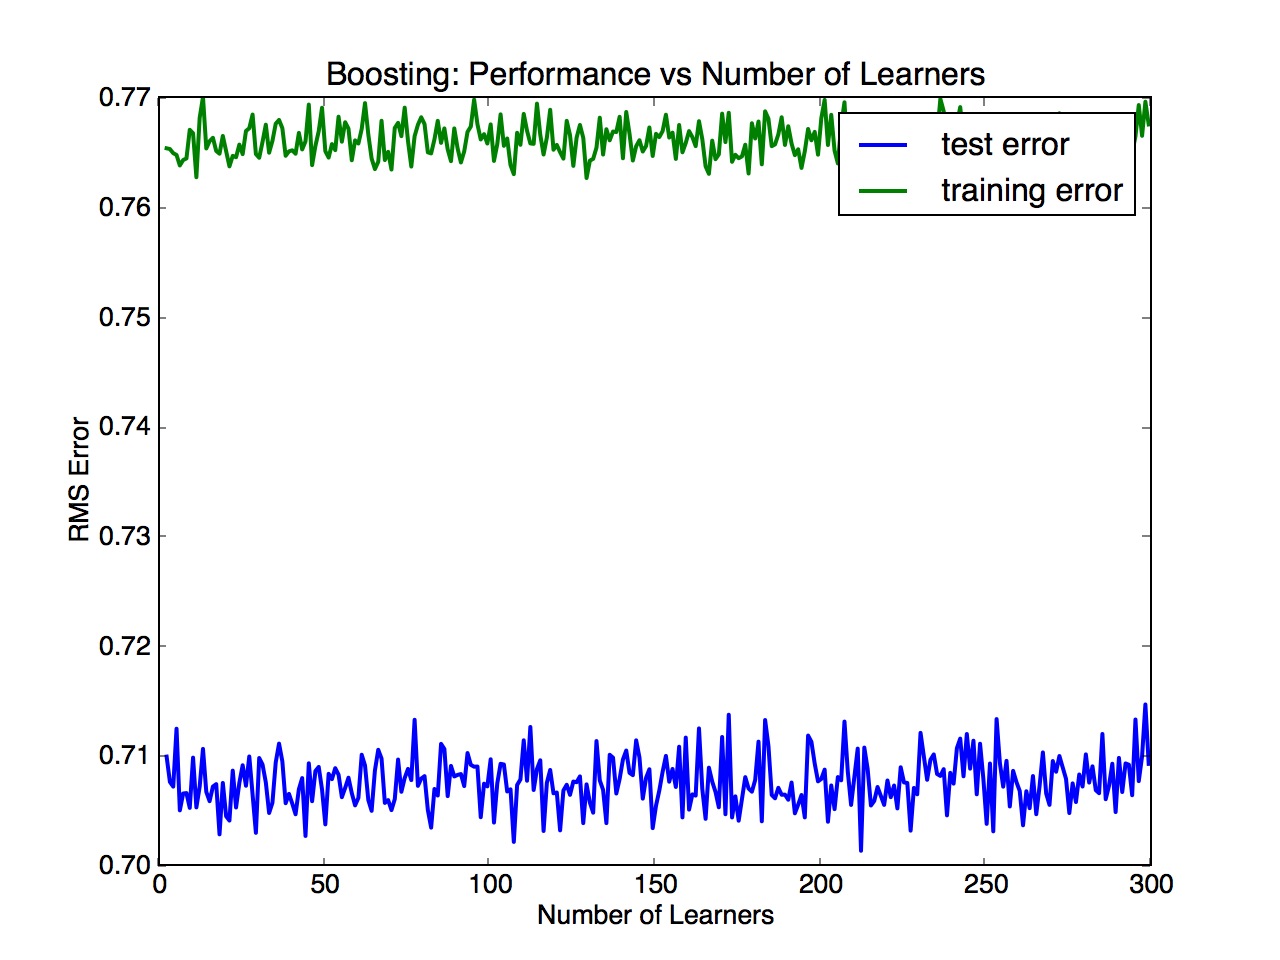 Boosting: Performance vs Number of Learners
0.77
0.76
0.75
0.74
0.73
0.72
0.71
0.70
RMS Error
test error
training error
0 50 100 150 200 250 300
Number of Learners